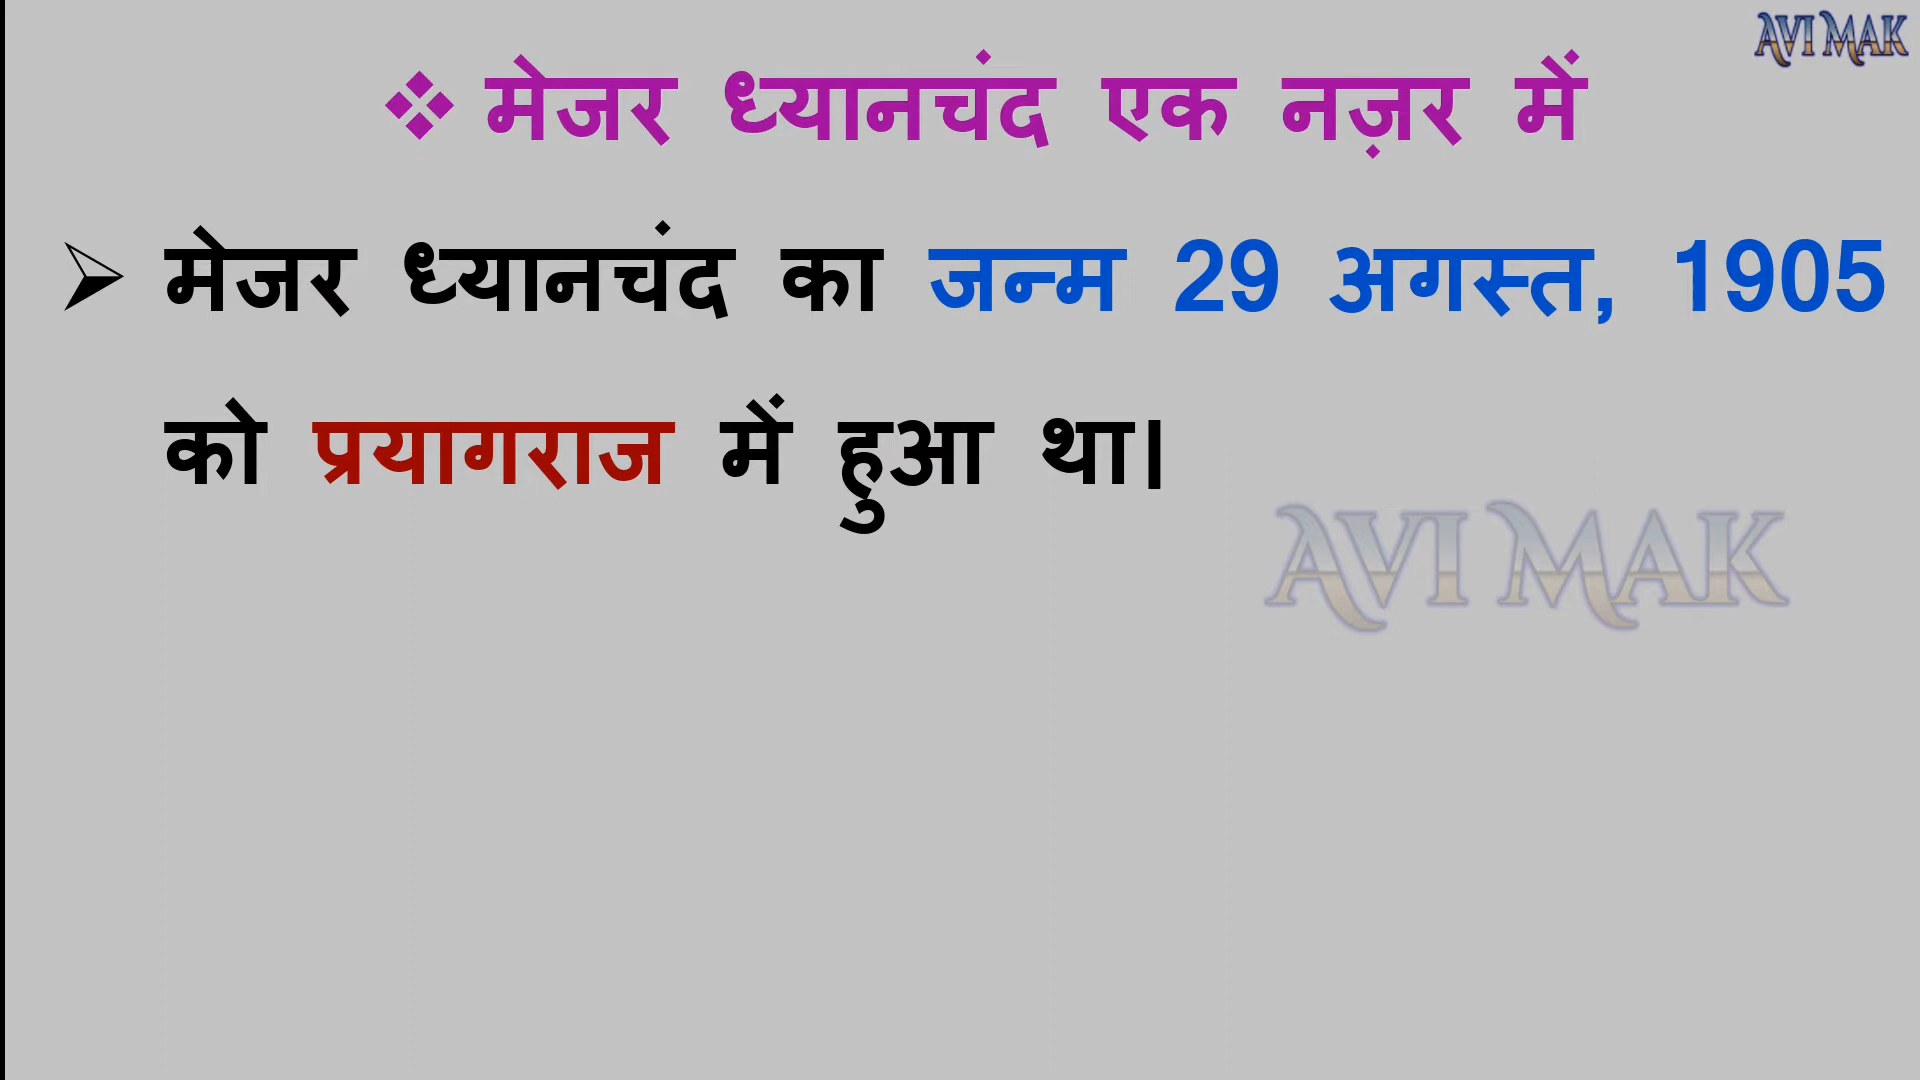 AVI MAK
❖ मेजर ध्यानचंद एक नज़र में
➢ मेजर ध्यानचंद का जन्म 29 अगस्त, 1905
को प्रयागराज में हुआ था।
AVI MAK